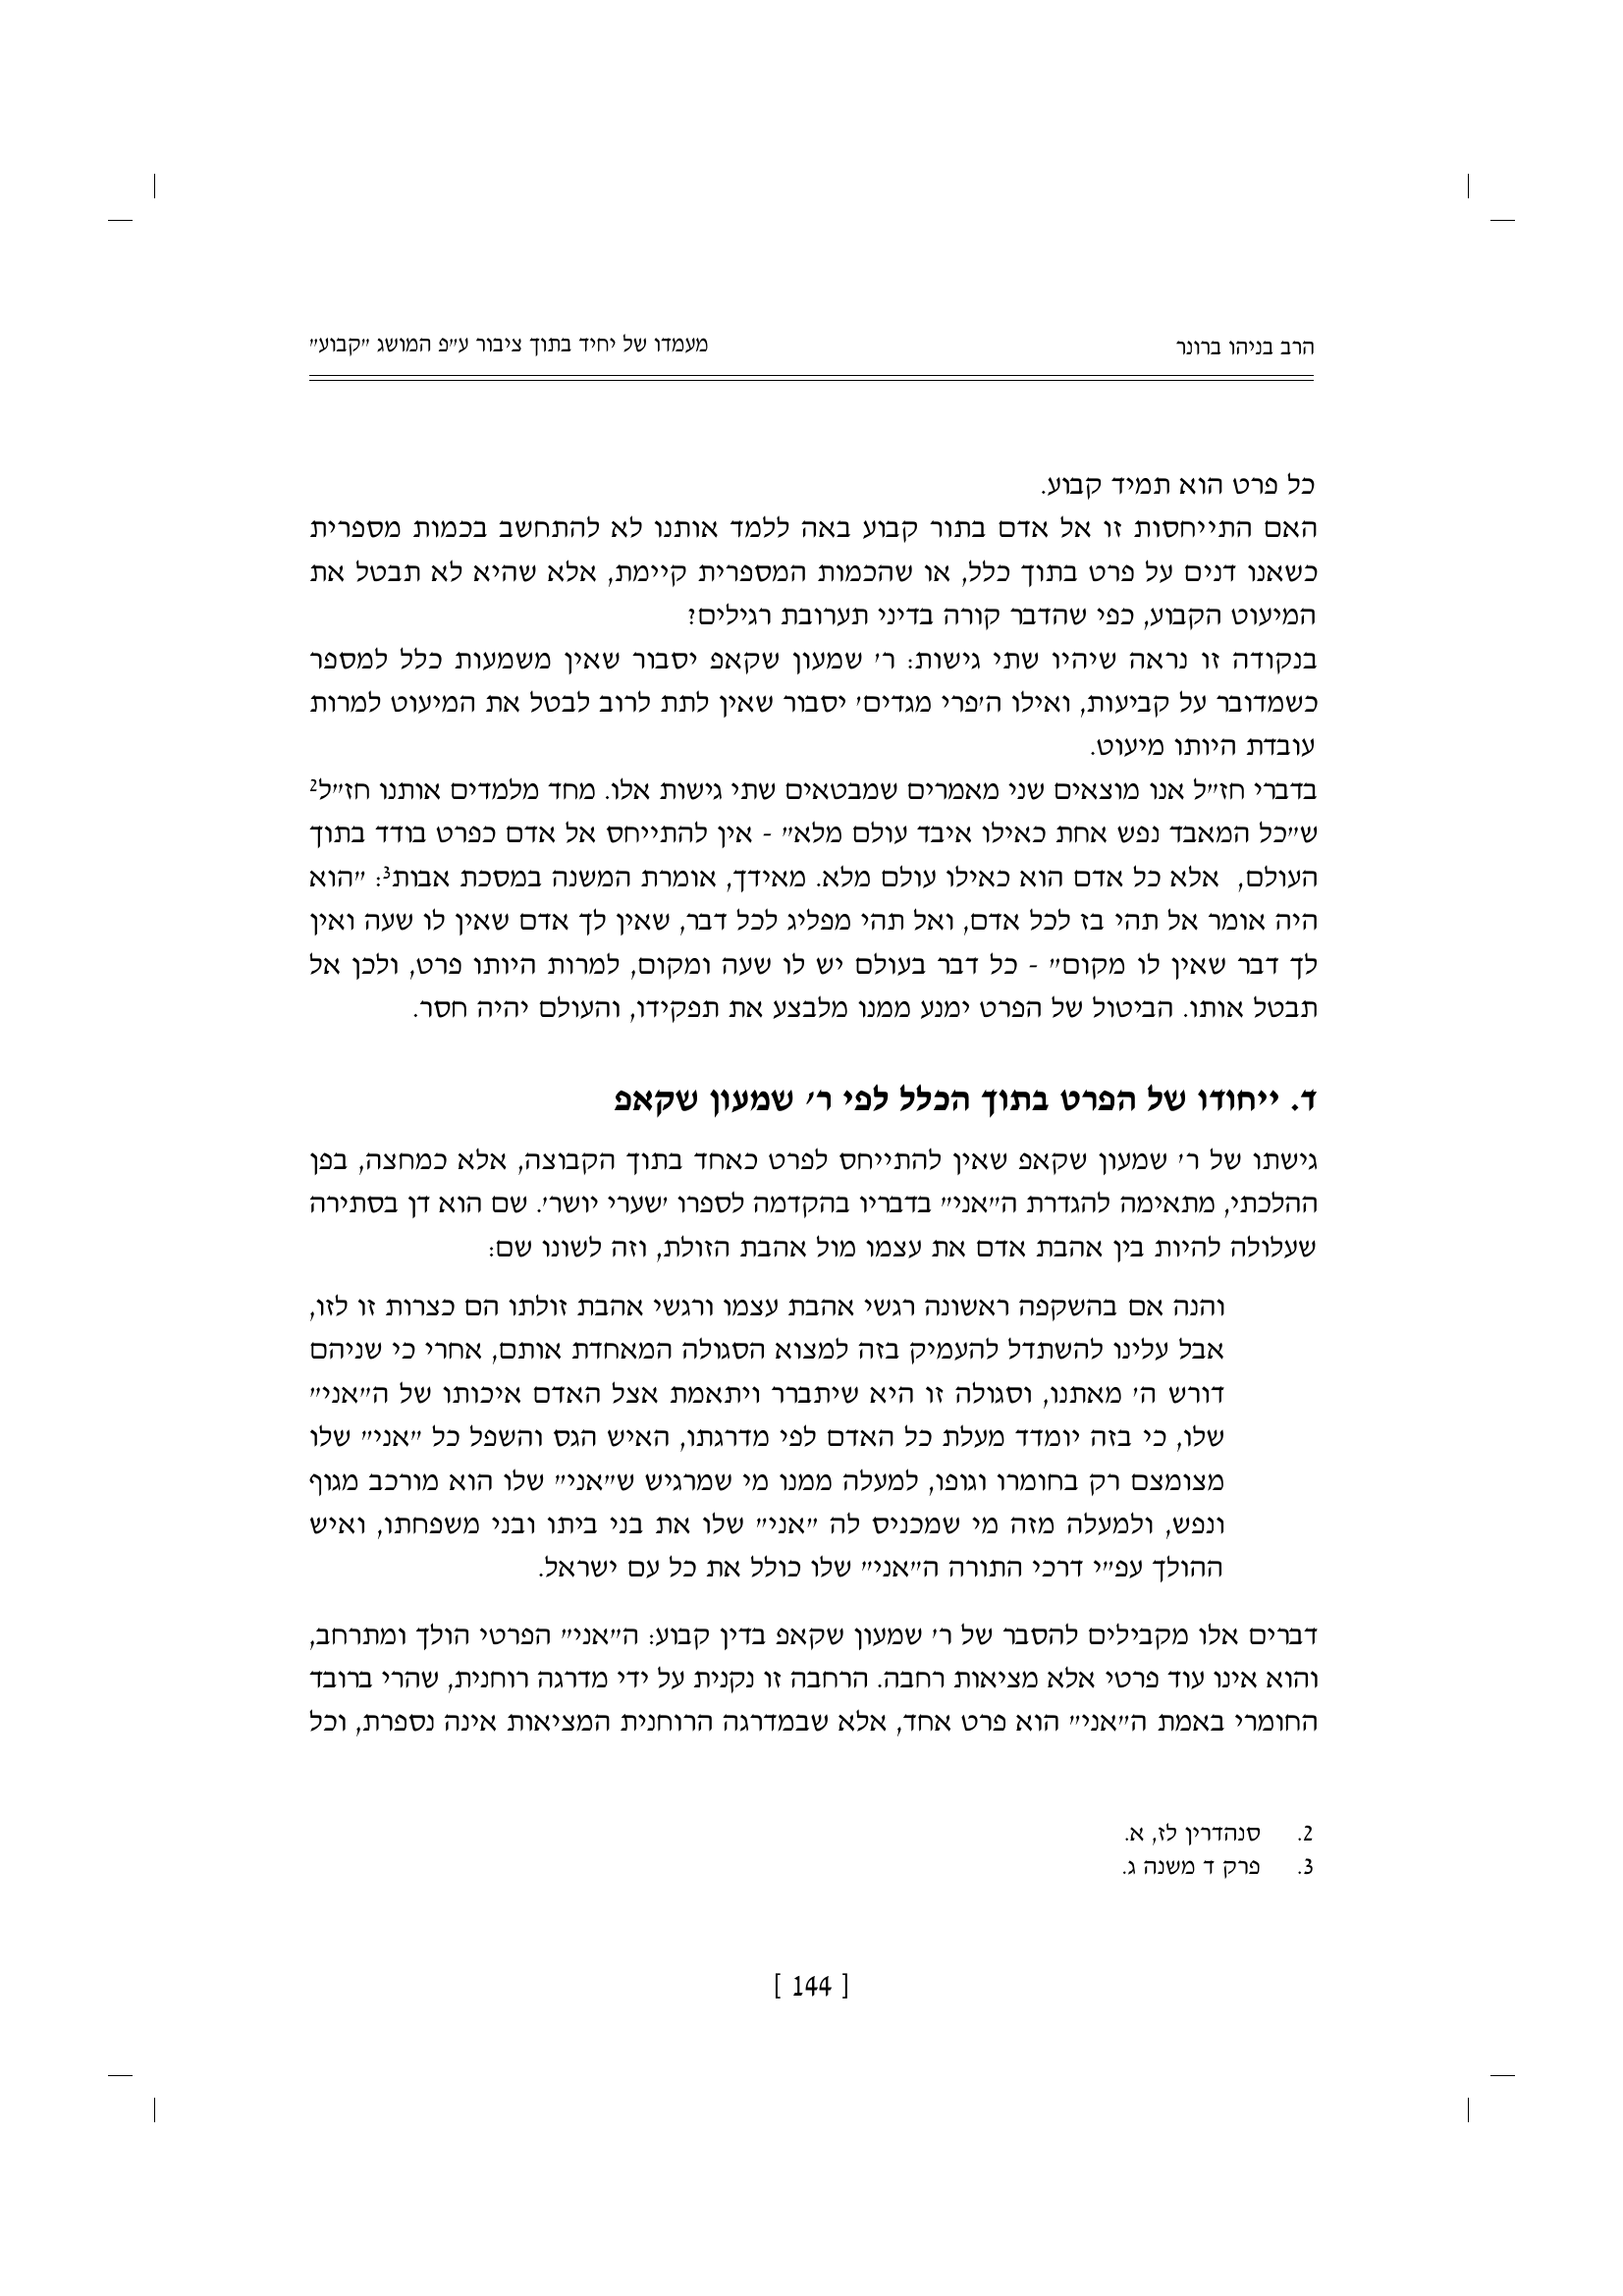 הרב בניהו ברונר
מעמדו של יחיד בתוך ציבור ע״פ המושג ״קבוע״
כל פרט הוא תמיד קבוע.
האם התייחסות זו אל אדם בתור קבוע באה ללמד אותנו לא להתחשב בכמות מספרית
כשאנו דנים על פרט בתוך כלל, או שהכמות המספרית קיימת, אלא שהיא לא תבטל את
המיעוט הקבוע, כפי שהדבר קורה בדיני תערובת רגילים?
בנקודה זו נראה שיהיו שתי גישות: ר׳ שמעון שקאפ יסבור שאין משמעות כלל למספר
כשמדובר על קביעות, ואילו ה׳פרי מגדים׳ יסבור שאין לתת לרוב לבטל את המיעוט למרות
עובדת היותו מיעוט.
בדברי חז״ל אנו מוצאים שני מאמרים שמבטאים שתי גישות אלו. מחד מלמדים אותנו חז״ל2
ש״כל המאבד נפש אחת כאילו איבד עולם מלא״ - אין להתייחס אל אדם כפרט בודד בתוך
העולם, אלא כל אדם הוא כאילו עולם מלא. מאידך, אומרת המשנה במסכת אבות3: ״הוא
היה אומר אל תהי בז לכל אדם, ואל תהי מפליג לכל דבר, שאין לך אדם שאין לו שעה ואין
לך דבר שאין לו מקום״ - כל דבר בעולם יש לו שעה ומקום, למרות היותו פרט, ולכן אל
תבטל אותו. הביטול של הפרט ימנע ממנו מלבצע את תפקידו, והעולם יהיה חסר.
ד. ייחודו של הפרט בתוך הכלל לפי ר׳ שמעון שקאפ
גישתו של ר׳ שמעון שקאפ שאין להתייחס לפרט כאחד בתוך הקבוצה, אלא כמחצה, בפן
ההלכתי, מתאימה להגדרת ה״אני״ בדבריו בהקדמה לספרו ׳שערי יושר׳. שם הוא דן בסתירה
שעלולה להיות בין אהבת אדם את עצמו מול אהבת הזולת, וזה לשונו שם:
והנה אם בהשקפה ראשונה רגשי אהבת עצמו ורגשי אהבת זולתו הם כצרות זו לזו,
אבל עלינו להשתדל להעמיק בזה למצוא הסגולה המאחדת אותם, אחרי כי שניהם
דורש ה׳ מאתנו, וסגולה זו היא שיתברר ויתאמת אצל האדם איכותו של ה״אני״
שלו, כי בזה יומדד מעלת כל האדם לפי מדרגתו, האיש הגס והשפל כל ״אני״ שלו
מצומצם רק בחומרו וגופו, למעלה ממנו מי שמרגיש ש״אני״ שלו הוא מורכב מגוף
ונפש, ולמעלה מזה מי שמכניס לה ״אני״ שלו את בני ביתו ובני משפחתו, ואיש
ההולך עפ״י דרכי התורה ה״אני״ שלו כולל את כל עם ישראל.
דברים אלו מקבילים להסבר של ר׳ שמעון שקאפ בדין קבוע: ה״אני״ הפרטי הולך ומתרחב,
והוא אינו עוד פרטי אלא מציאות רחבה. הרחבה זו נקנית על ידי מדרגה רוחנית, שהרי ברובד
החומרי באמת ה״אני״ הוא פרט אחד, אלא שבמדרגה הרוחנית המציאות אינה נספרת, וכל
2. סנהדרין לז, א.
3. פרק ד משנה ג.
[ 144 ]